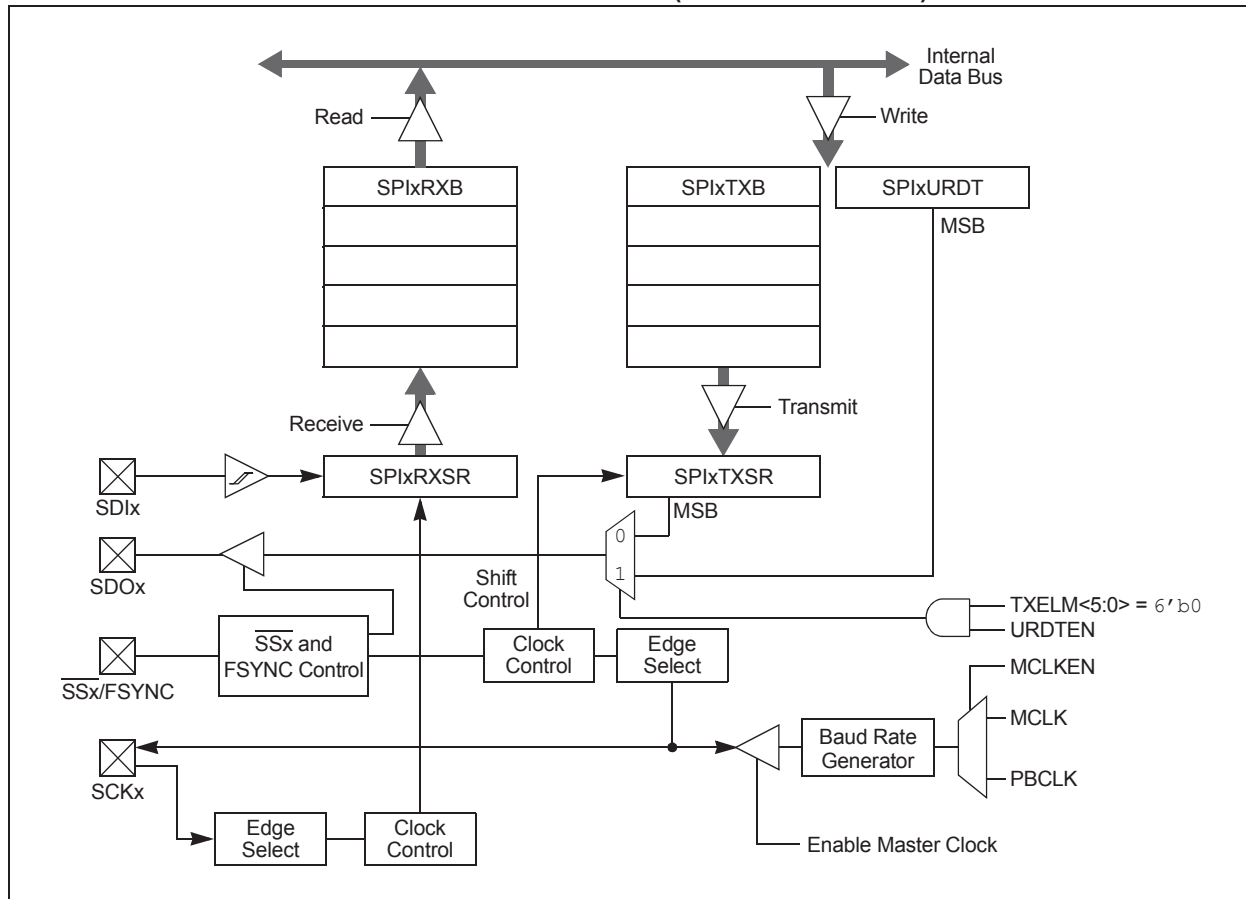 Internal
Data Bus
Read
Write
SPIxRXB
SPIxTXB
SPIxURDT
MSB
Receive
Transmit
SPIxRXSR
SPIxTXSR
SDIx
MSB
0
1
SDOx
Shift
Control
TXELM<5:0> = 6'b0
URDTEN
SSx and
FSYNC Control
Clock
Control
Edge
Select
SSx/FSYNC
MCLKEN
MCLK
Baud Rate
Generator
PBCLK
SCKx
Edge
Select
Clock
Control
Enable Master Clock